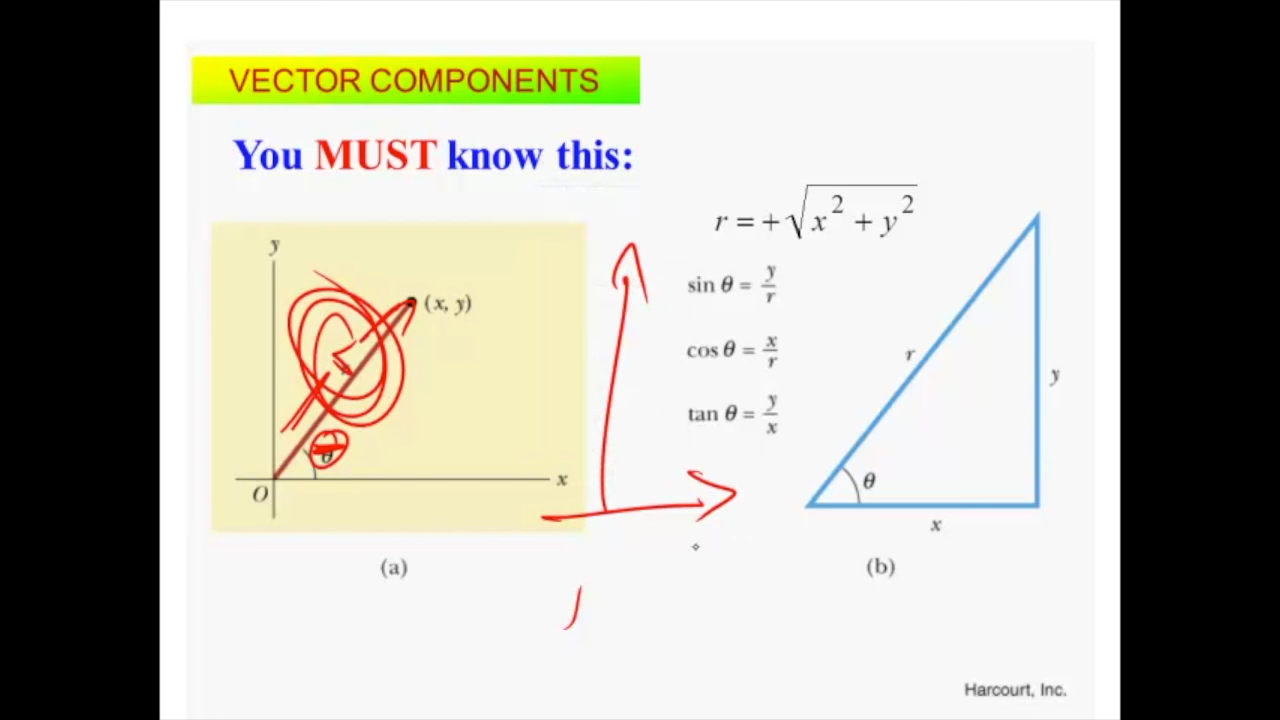 VECTOR COMPONENTS
You MUST know this:
r = +√x² + y²
y
(x, y)
sin θ = y/r
cos θ = x/r
r
y
tan θ = y/x
θ
θ
O
x
x
(a)
(b)
Harcourt, Inc.